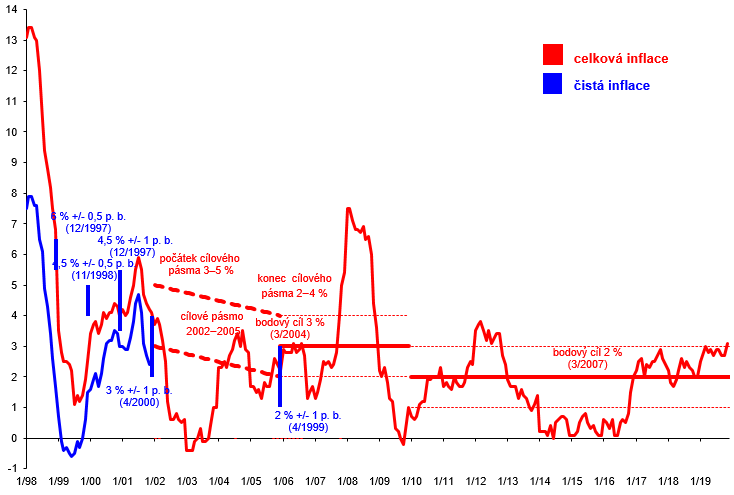 14
13
12
11
10
9
8
7
6
5
4
3
2
1
0
-1
celková inflace
čistá inflace
6 % +/- 0,5 p. b.
(12/1997)
4,5 % +/- 1 p. b.
(12/1997)
4,5 % +/- 0,5 p. b.
(11/1998)
3 % +/- 1 p. b.
(4/2000)
počátek cílového
pásma 3–5 %
cílové pásmo
2002–2005
konec cílového
pásma 2–4 %
bodový cíl 3 %
(3/2004)
2 % +/- 1 p. b.
(4/1999)
bodový cíl 2 %
(3/2007)
1/98 1/99 1/00 1/01 1/02 1/03 1/04 1/05 1/06 1/07 1/08 1/09 1/10 1/11 1/12 1/13 1/14 1/15 1/16 1/17 1/18 1/19